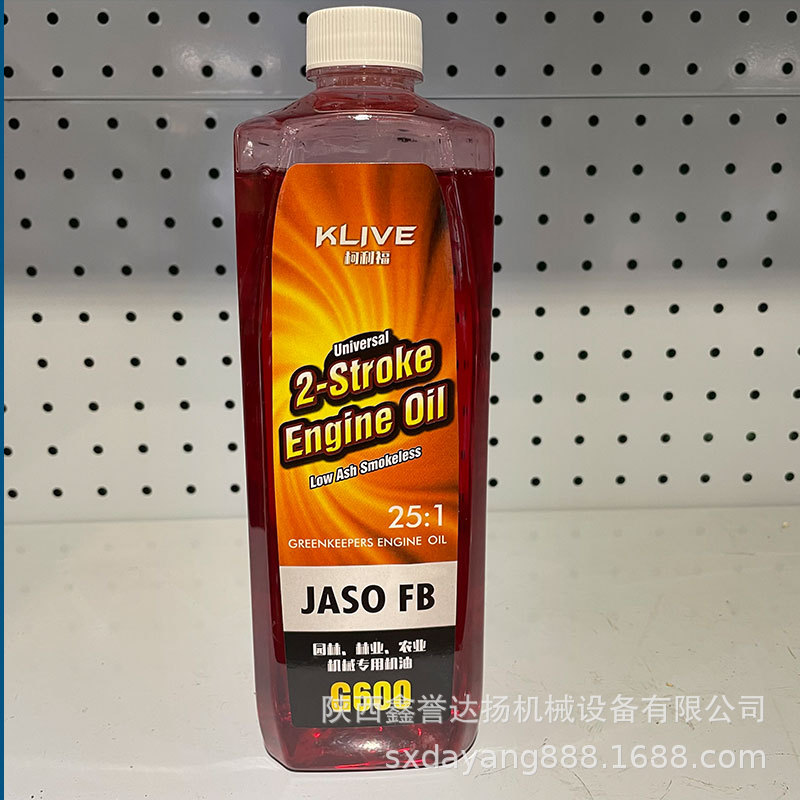 KLIVE
柯利福
Universal
2-Stroke
Engine Oil
Low Ash Smokeless
25:1
GREENKEEPERS ENGINE OIL
JASO FB
园林、林业、农业
机械专用机油
G600
陕西鑫誉达扬机械设备有限公司
sxdayang888.1688.com